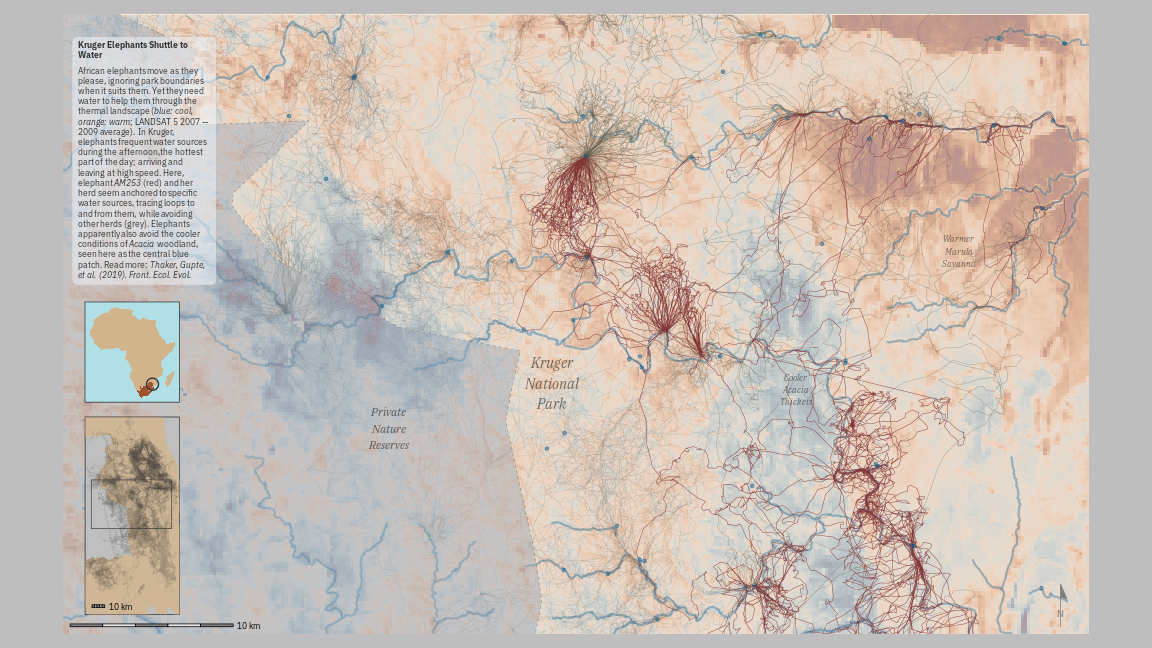 Kruger Elephants Shuttle to
Water
African elephants move as they
please, ignoring park boundaries
when it suits them. Yet they need
water to help them through the
thermal landscape (blue: cool,
orange: warm; LANDSAT 5 2007 --
2009 average). In Kruger,
elephants frequent water sources
during the afternoon,the hottest
part of the day; arriving and
leaving at high speed. Here,
elephant AM253 (red) and her
herd seem anchored to specific
water sources, tracing loops to
and from them, while avoiding
other herds (grey). Elephants
apparently also avoid the cooler
conditions of Acacia woodland,
seen here as the central blue
patch. Read more: Thaker, Gupte,
et al. (2019). Front. Ecol. Evol.
Warmer
Marula
Savanna
Kruger
National
Park
Cooler
Acacia
Thickets
Private
Nature
Reserves
10 km
10 km
N